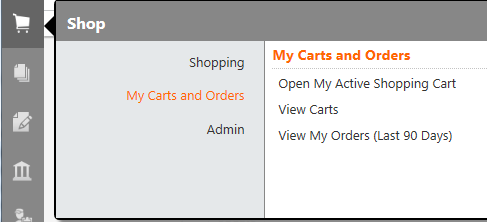 Shop
Shopping
My Carts and Orders
Admin
My Carts and Orders
Open My Active Shopping Cart
View Carts
View My Orders (Last 90 Days)